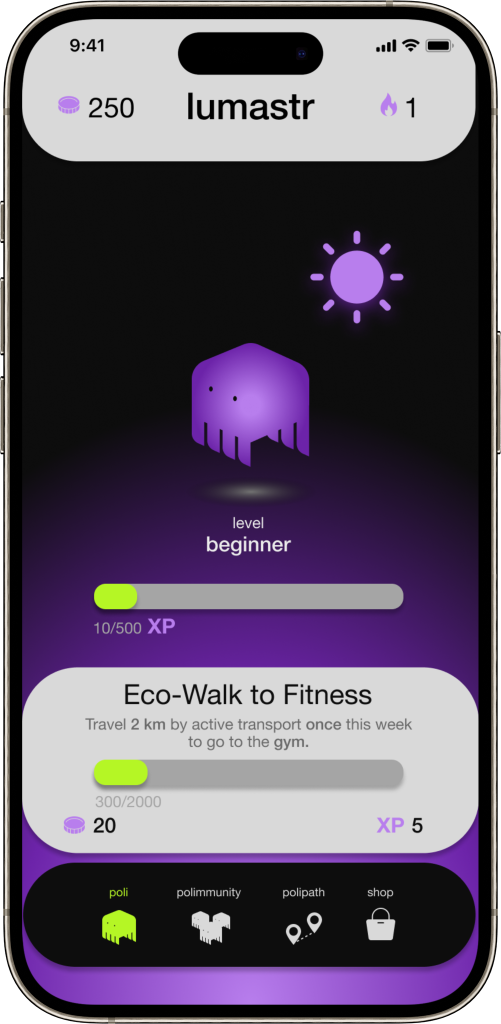 9:41
250 lumastr 1
level
beginner
10/500 XP
Eco-Walk to Fitness
Travel 2 km by active transport once this week
to go to the gym.
300/2000
20 XP 5
poli polimmunity polipath shop